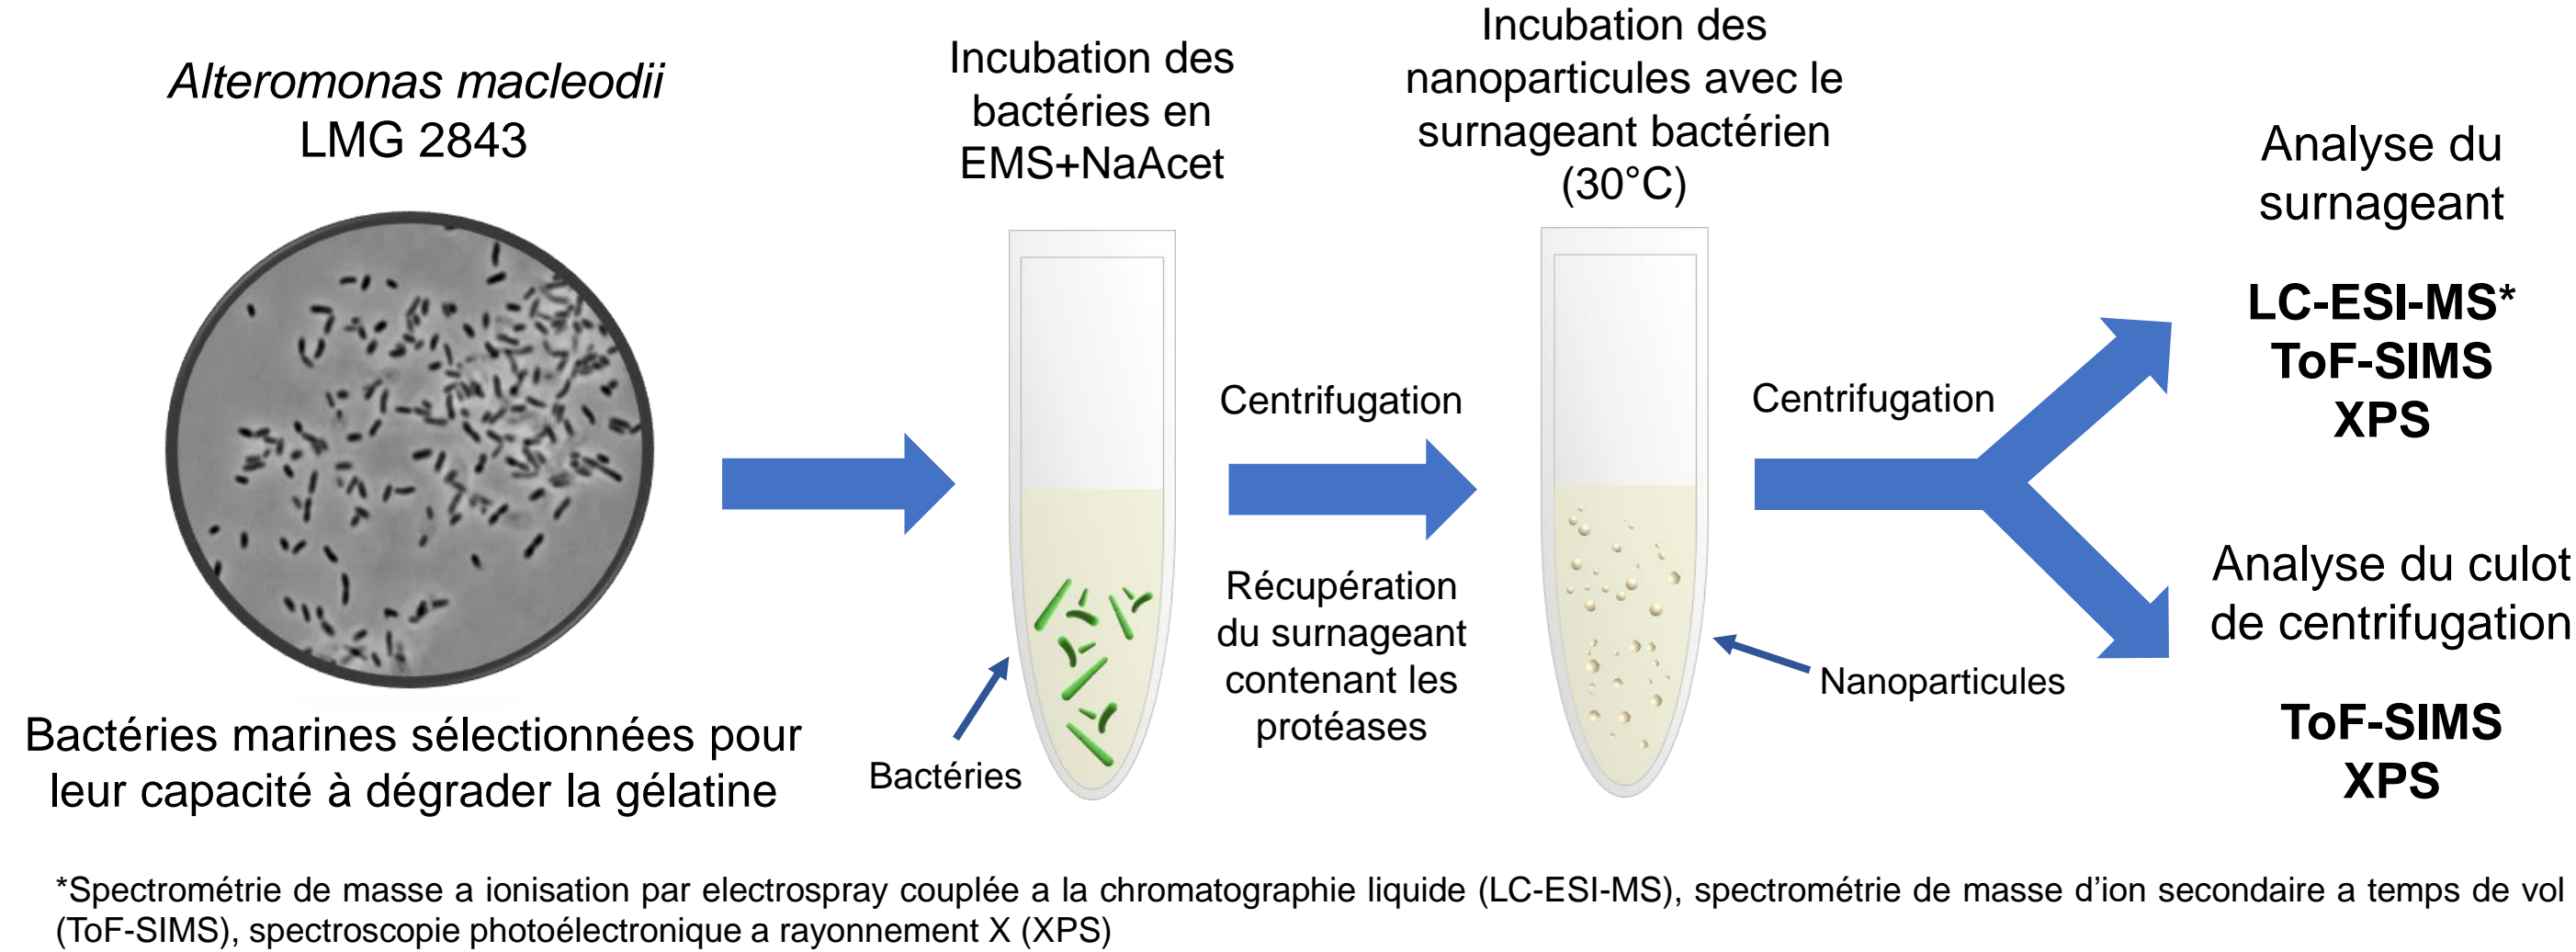 Alteromonas macleodii
LMG 2843
Bactéries marines sélectionnées pour
leur capacité à dégrader la gélatine
Incubation des
bactéries en
EMS+NaAcet
Bactéries
Centrifugation
Récupération
du surnageant
contenant les
protéases
Incubation des
nanoparticules avec le
surnageant bactérien
(30°C)
Nanoparticules
Centrifugation
Analyse du
surnageant
LC-ESI-MS*
ToF-SIMS
XPS
Analyse du culot
de centrifugation
ToF-SIMS
XPS
*Spectrométrie de masse a ionisation par electrospray couplée a la chromatographie liquide (LC-ESI-MS), spectrométrie de masse d’ion secondaire a temps de vol
(ToF-SIMS), spectroscopie photoélectronique a rayonnement X (XPS)